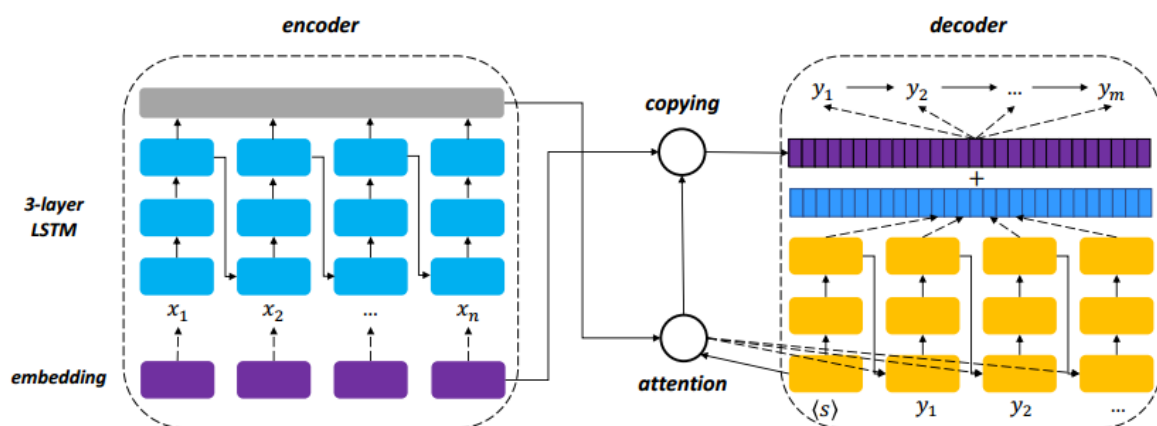 encoder
decoder
y₁ y₂ ... yₘ
copying
+
3-layer
LSTM
x₁ x₂ ... xₙ
embedding
attention
⟨s⟩ y₁ y₂ ...